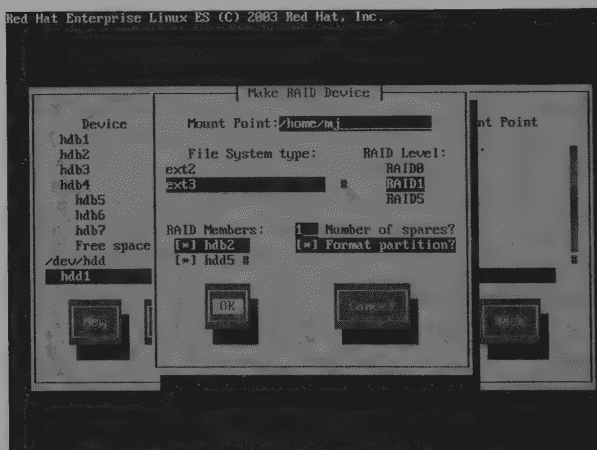 Red Hat Enterprise Linux ES (C) 2003 Red Hat, Inc.
Make RAID Device
Device
Mount Point:/home/mj
nt Point
hdb1
hdb2
hdb3
hdb4
hdb5
hdb6
hdb7
Free space
/dev/hdd
hdd1
File System type:
ext2
ext3
#
RAID Level:
RAID0
RAID1
RAID5
RAID Members:
[*] hdb2
[*] hdd5 #
1 Number of spares?
[*] Format partition?
#
New
OK
Cancel
Back